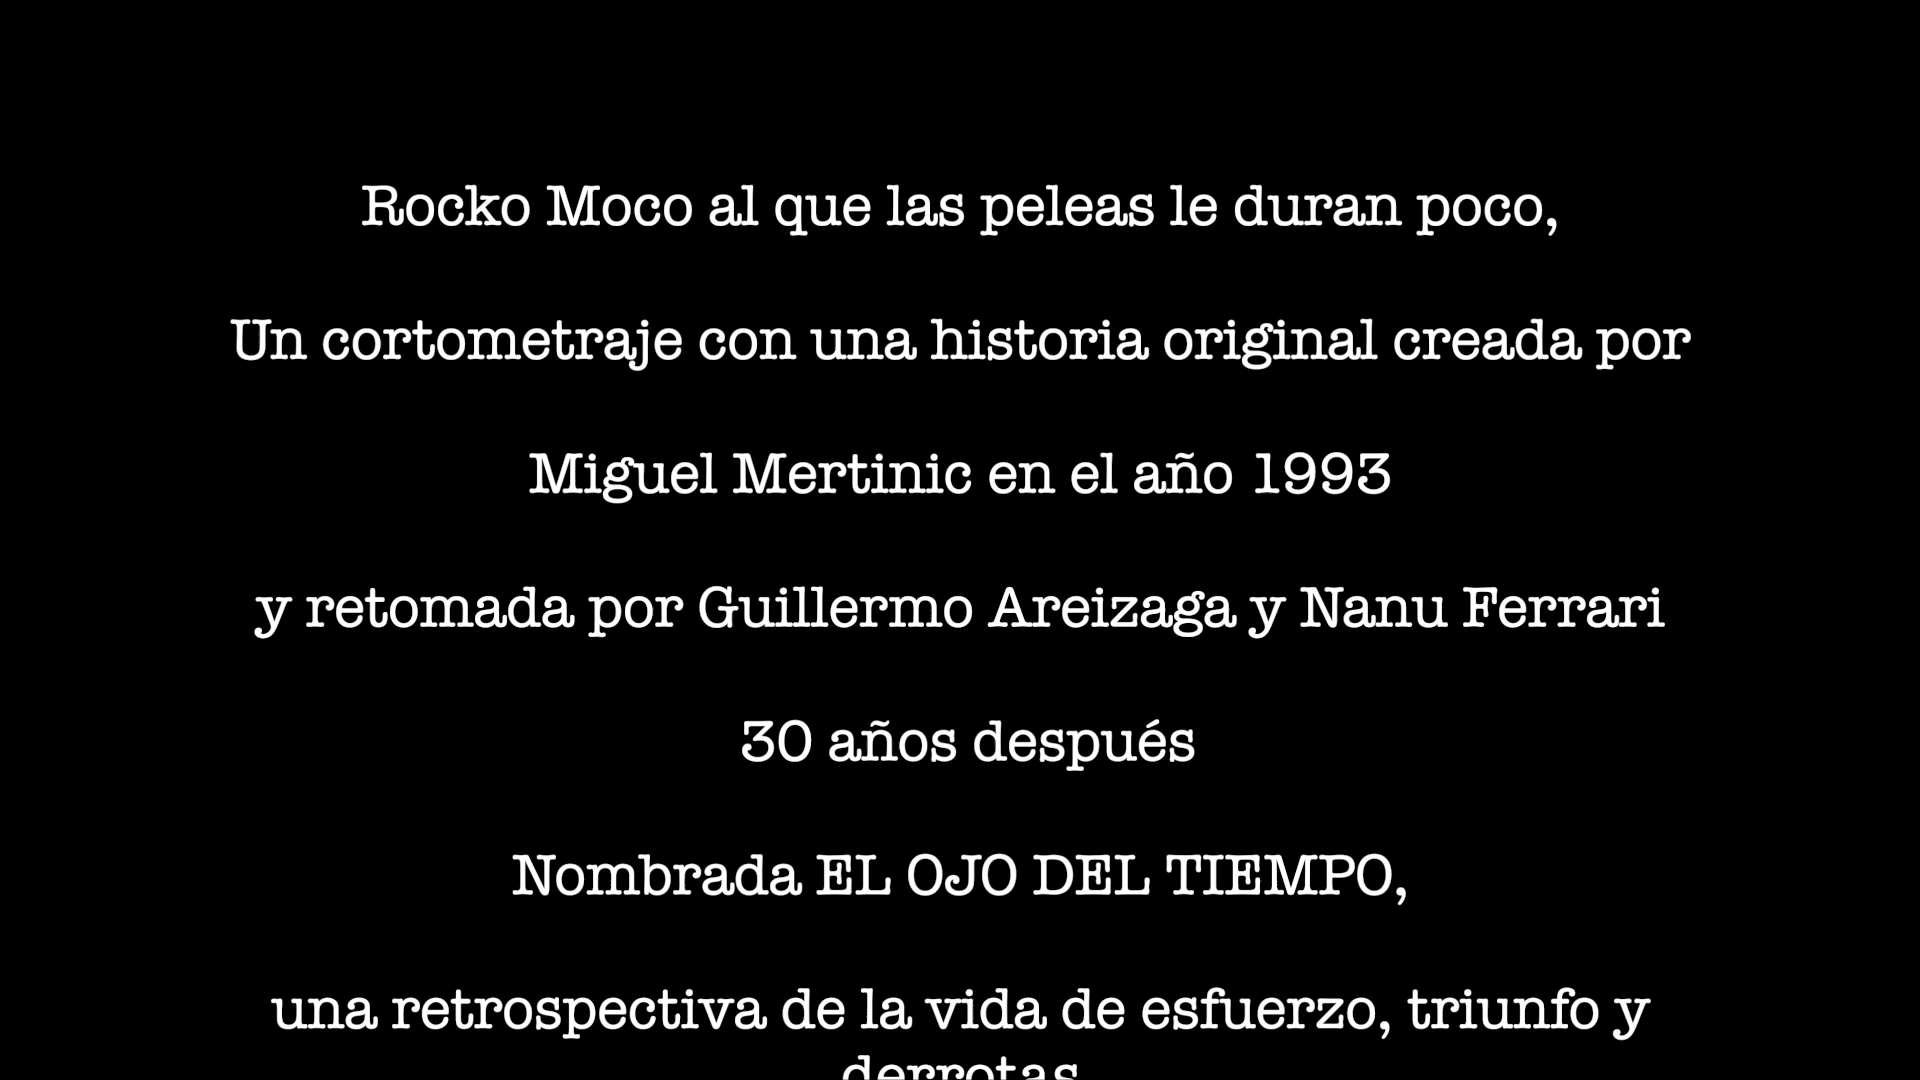 Rocko Moco al que las peleas le duran poco,
Un cortometraje con una historia original creada por
Miguel Mertinic en el año 1993
y retomada por Guillermo Areizaga y Nanu Ferrari
30 años después
Nombrada EL OJO DEL TIEMPO,
una retrospectiva de la vida de esfuerzo, triunfo y
derrotas